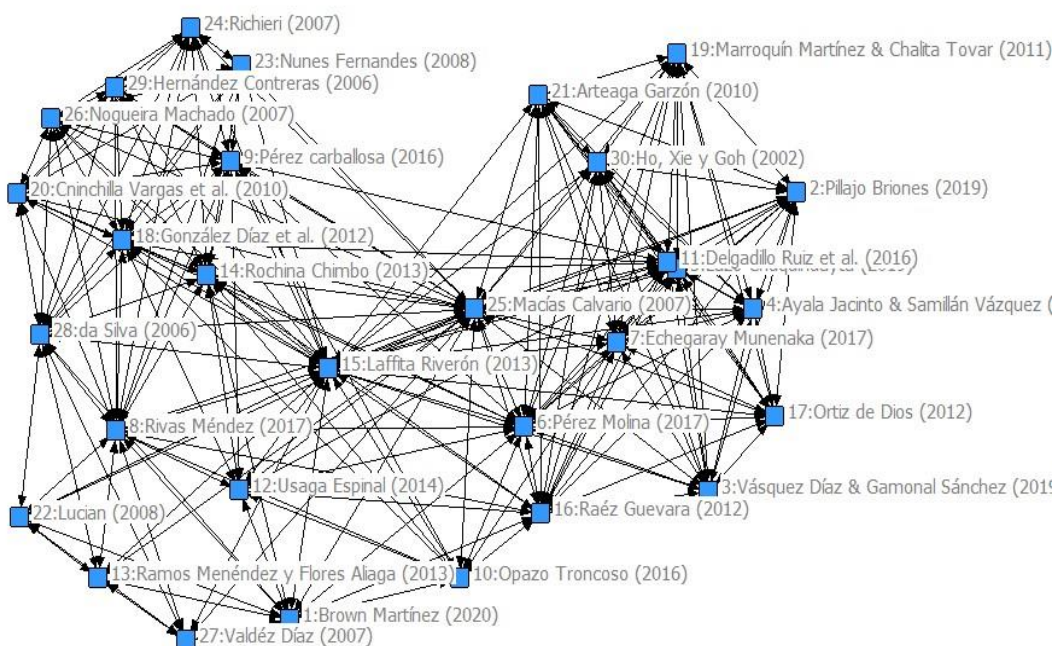 24:Richieri (2007)
19:Marroquín Martínez & Chalita Tovar (2011)
23:Nunes Fernandes (2008)
29:Hernández Contreras (2006)
21:Arteaga Garzón (2010)
26:Nogueira Machado (2007)
9:Pérez carballosa (2016)
30:Ho, Xie y Goh (2002)
20:Cninchilla Vargas et al. (2010)
2:Pillajo Briones (2019)
18:González Díaz et al. (2012)
11:Delgadillo Ruiz et al. (2016)
14:Rochina Chimbo (2013)
25:Macías Calvario (2007)
4:Ayala Jacinto & Samillán Vázquez (
28:da Silva (2006)
7:Echegaray Munenaka (2017)
15:Laffita Riverón (2013)
17:Ortiz de Dios (2012)
8:Rivas Méndez (2017)
6:Pérez Molina (2017)
12:Usaga Espinal (2014)
3:Vásquez Díaz & Gamonal Sánchez (2019
22:Lucian (2008)
16:Raéz Guevara (2012)
13:Ramos Menéndez y Flores Aliaga (2013)
10:Opazo Troncoso (2016)
1:Brown Martínez (2020)
27:Valdéz Díaz (2007)